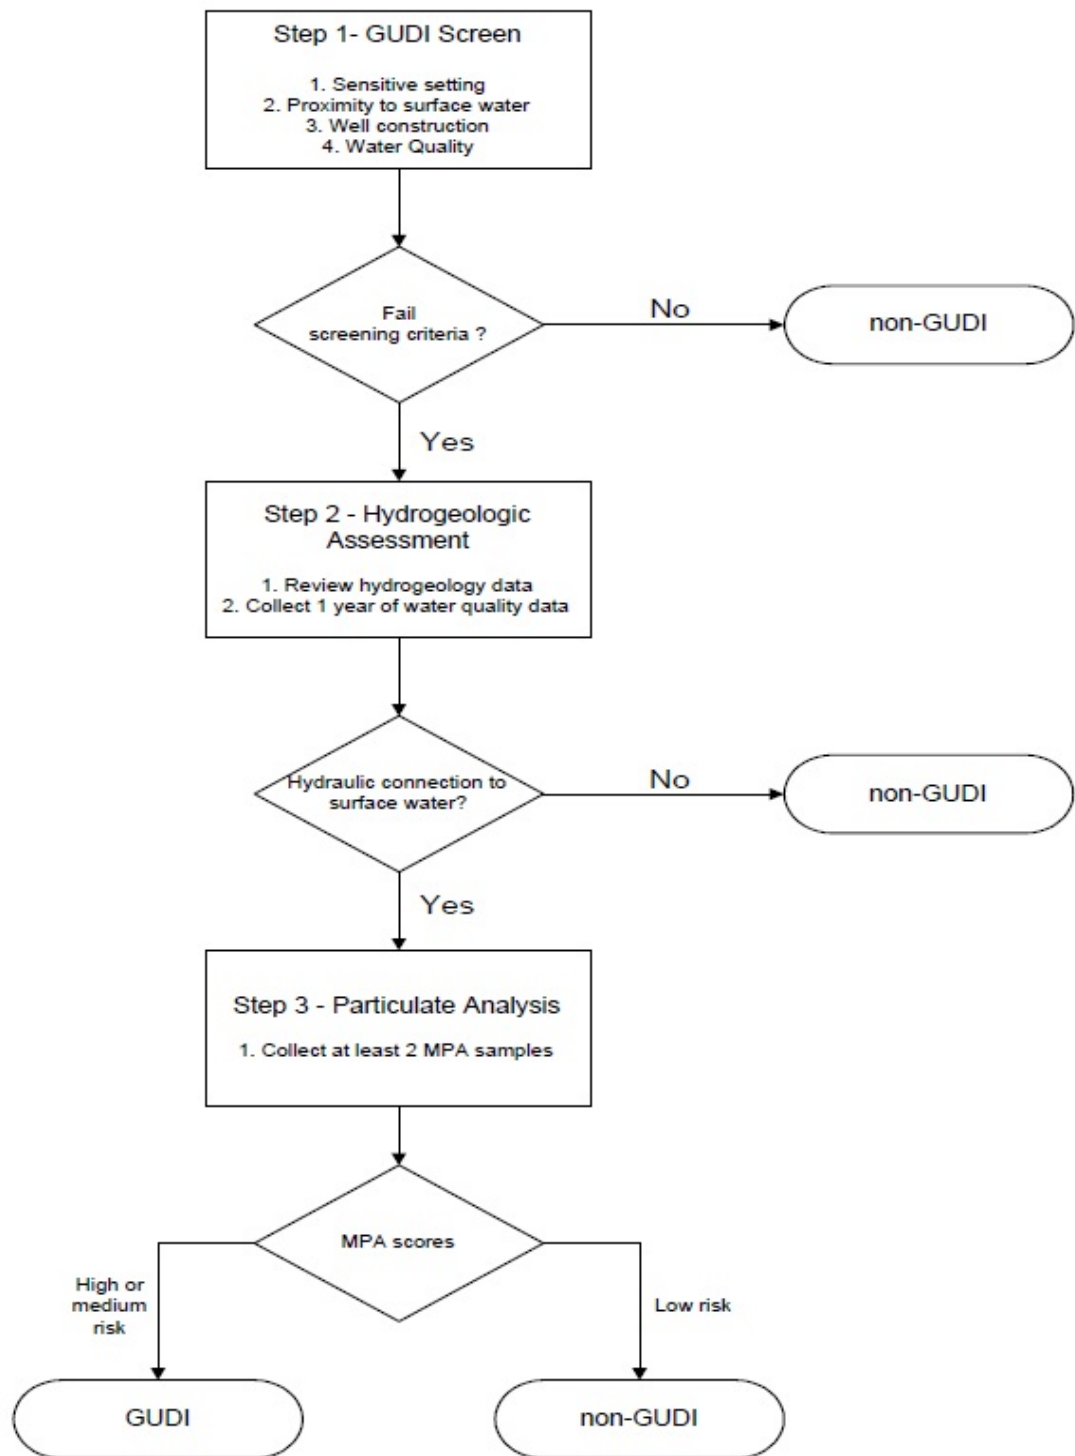 Step 1- GUDI Screen
1. Sensitive setting
2. Proximity to surface water
3. Well construction
4. Water Quality
Fail
screening criteria ?
No
non-GUDI
Yes
Step 2 - Hydrogeologic
Assessment
1. Review hydrogeology data
2. Collect 1 year of water quality data
Hydraulic connection to
surface water?
No
non-GUDI
Yes
Step 3 - Particulate Analysis
1. Collect at least 2 MPA samples
MPA scores
High or
medium
risk
Low risk
GUDI
non-GUDI